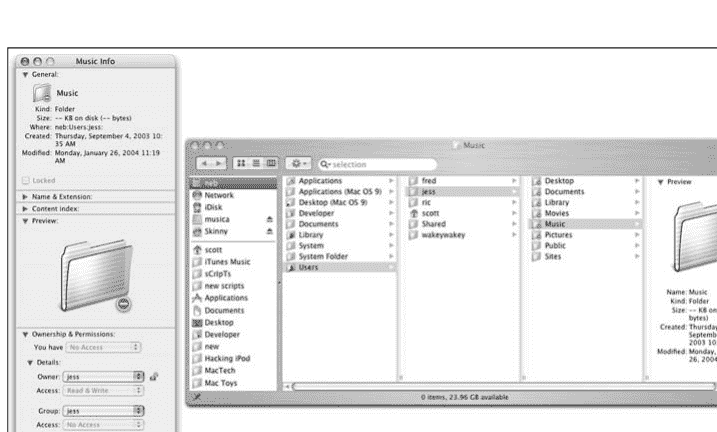 Music Info
General:
Music
Kind: Folder
Size: -- KB on disk (-- bytes)
Where: neb:Users:jess:
Created: Thursday, September 4, 2003 10:
35 AM
Modified: Monday, January 26, 2004 11:19
AM
Locked
Name & Extension:
Content index:
Preview:
Ownership & Permissions:
You have No Access
Details:
Owner: jess
Access: Read & Write
Group: jess
Access: No Access
Music
selection
neb
Network
iDisk
musica
Skinny
scott
iTunes Music
sCrIpTs
new scripts
Applications
Documents
Desktop
Developer
new
Hacking iPod
MacTech
Mac Toys
Applications
Applications (Mac OS 9)
Desktop (Mac OS 9)
Developer
Documents
Library
System
System Folder
Users
fred
jess
ric
scott
Shared
wakeywakey
Desktop
Documents
Library
Movies
Music
Pictures
Public
Sites
Preview
Name: Music
Kind: Folder
Size: -- KB on
bytes)
Created: Thursday
Septemb
2003 10
Modified: Monday,
26, 2004
0 items, 23.96 GB available